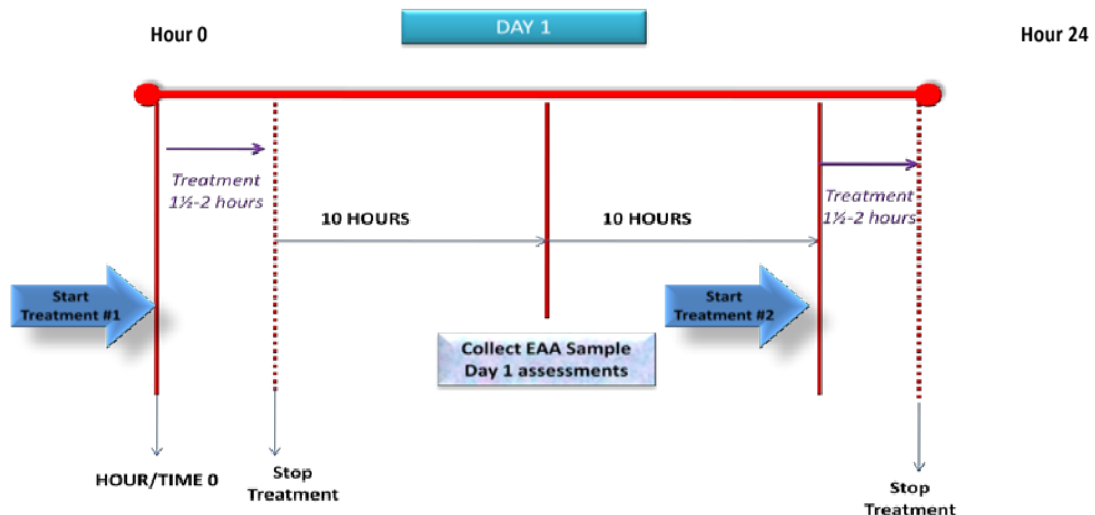 Hour 0
DAY 1
Hour 24
Treatment
1½-2 hours
10 HOURS
10 HOURS
Treatment
1½-2 hours
Start
Treatment #1
Start
Treatment #2
Collect EAA Sample
Day 1 assessments
HOUR/TIME 0
Stop
Treatment
Stop
Treatment